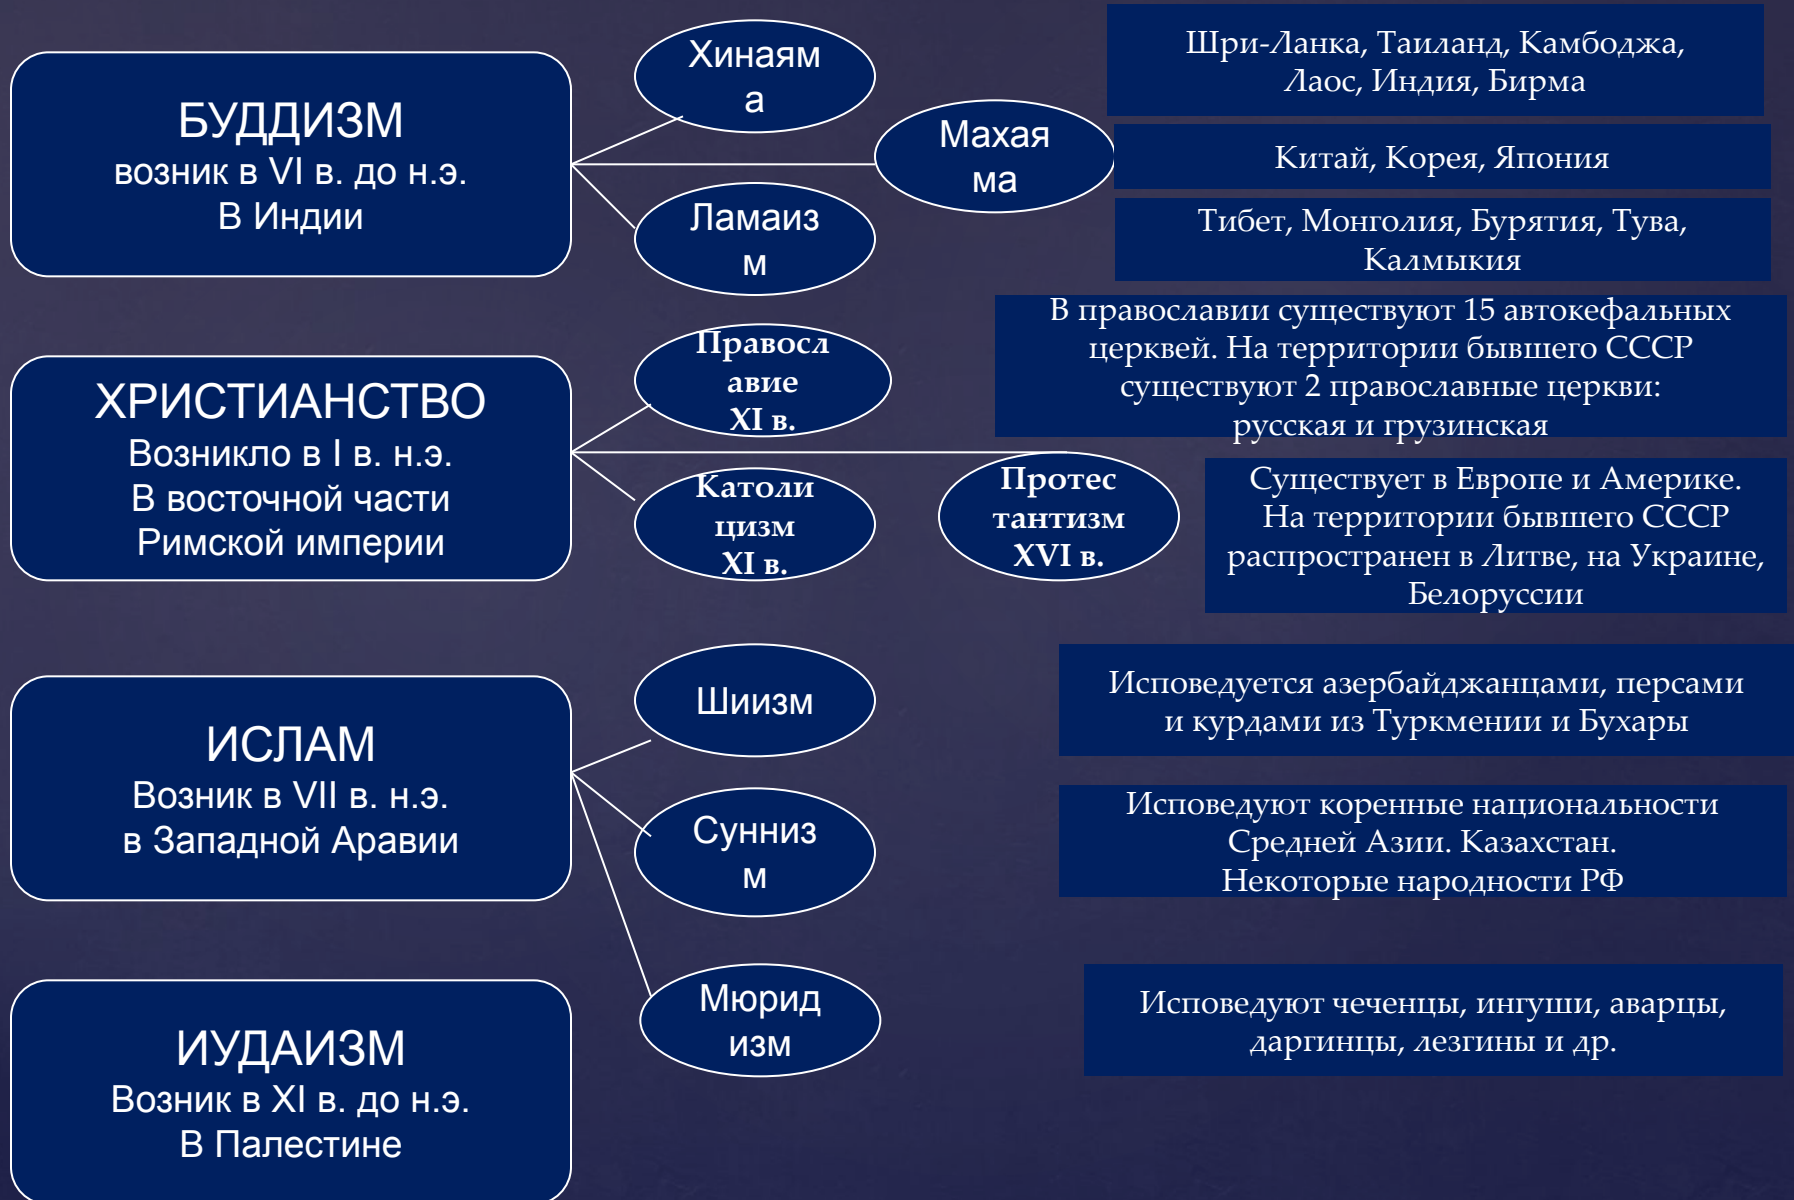 БУДДИЗМ
возник в VI в. до н.э.
В Индии
Хинаям
а
Махая
ма
Ламаиз
м
Шри-Ланка, Таиланд, Камбоджа,
Лаос, Индия, Бирма
Китай, Корея, Япония
Тибет, Монголия, Бурятия, Тува,
Калмыкия
ХРИСТИАНСТВО
Возникло в I в. н.э.
В восточной части
Римской империи
Правосл
авие
XI в.
Католи
цизм
XI в.
Протес
тантизм
XVI в.
В православии существуют 15 автокефальных
церквей. На территории бывшего СССР
существуют 2 православные церкви:
русская и грузинская
Существует в Европе и Америке.
На территории бывшего СССР
распространен в Литве, на Украине,
Белоруссии
ИСЛАМ
Возник в VII в. н.э.
в Западной Аравии
Шиизм
Сунниз
м
Мюрид
изм
Исповедуется азербайджанцами, персами
и курдами из Туркмении и Бухары
Исповедуют коренные национальности
Средней Азии. Казахстан.
Некоторые народности РФ
Исповедуют чеченцы, ингуши, аварцы,
даргинцы, лезгины и др.
ИУДАИЗМ
Возник в XI в. до н.э.
В Палестине